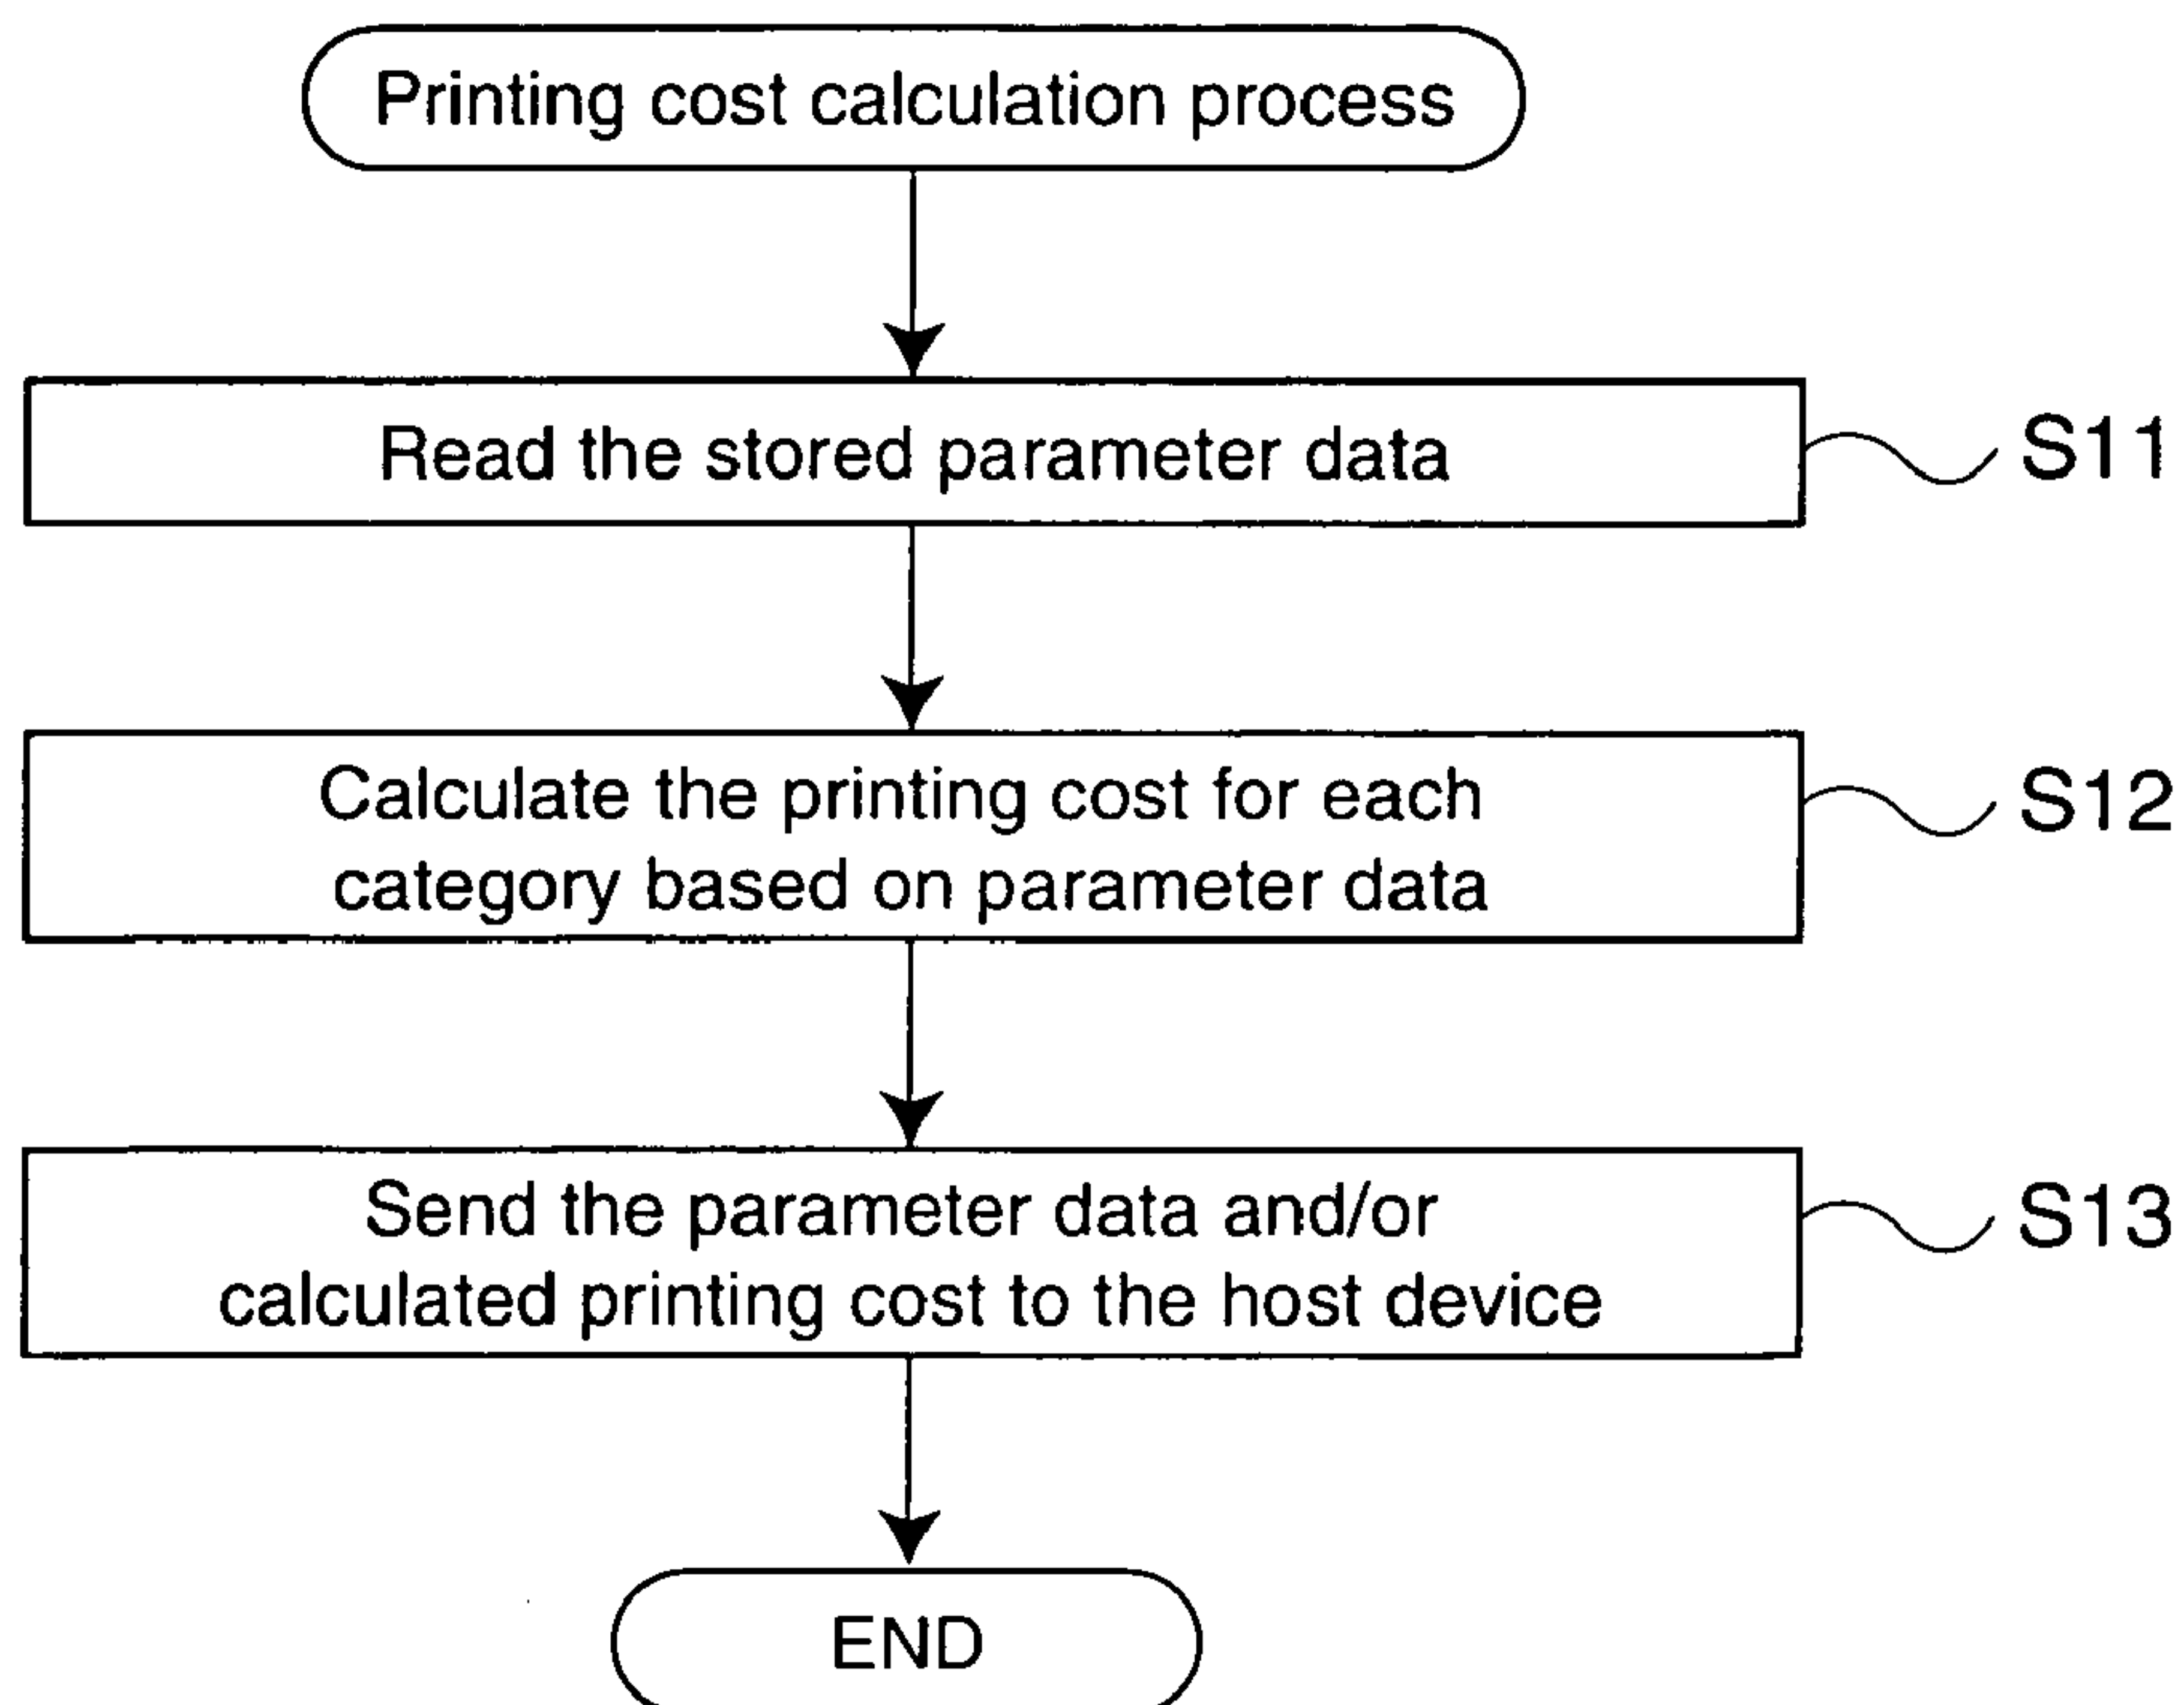 Printing cost calculation process
Read the stored parameter data
S11
Calculate the printing cost for each
category based on parameter data
S12
Send the parameter data and/or
calculated printing cost to the host device
S13
END